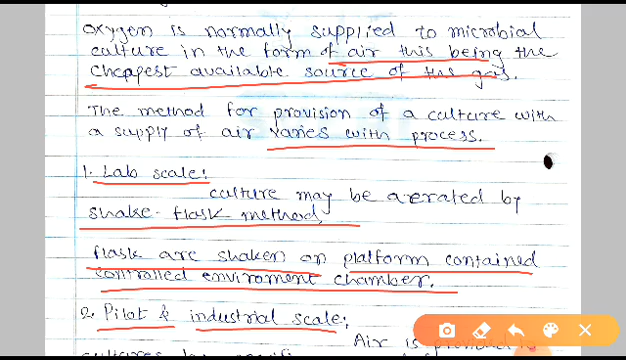 oxygen is normally supplied to microbial
culture in the form of air this being the
cheapest available source of the gas.
The method for provision of a culture with
a supply of air varies with process.
1. Lab scale:
culture may be aerated by
shake-flask method,
flask are shaken on platform contained
controlled enviroment chamber.
2. Pilot & industrial scale:
Air is provided to